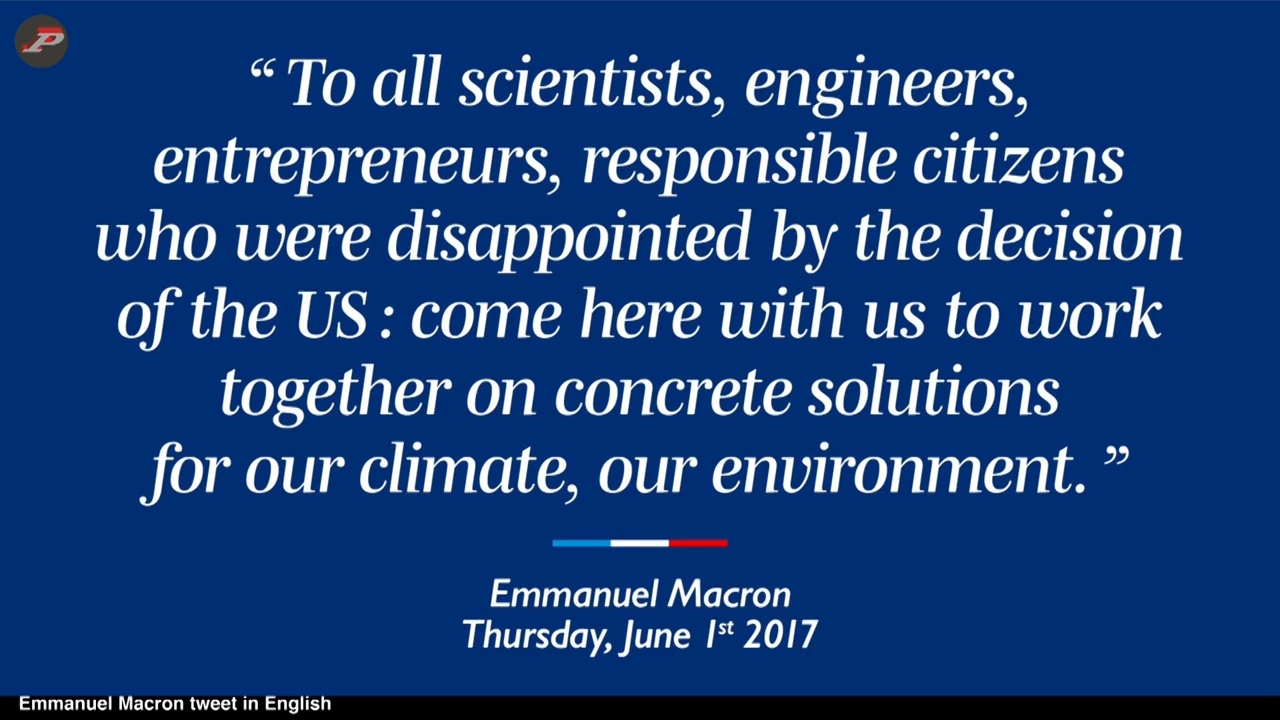 JP
“ To all scientists, engineers,
entrepreneurs, responsible citizens
who were disappointed by the decision
of the US : come here with us to work
together on concrete solutions
for our climate, our environment. ”
Emmanuel Macron
Thursday, June 1st 2017
Emmanuel Macron tweet in English